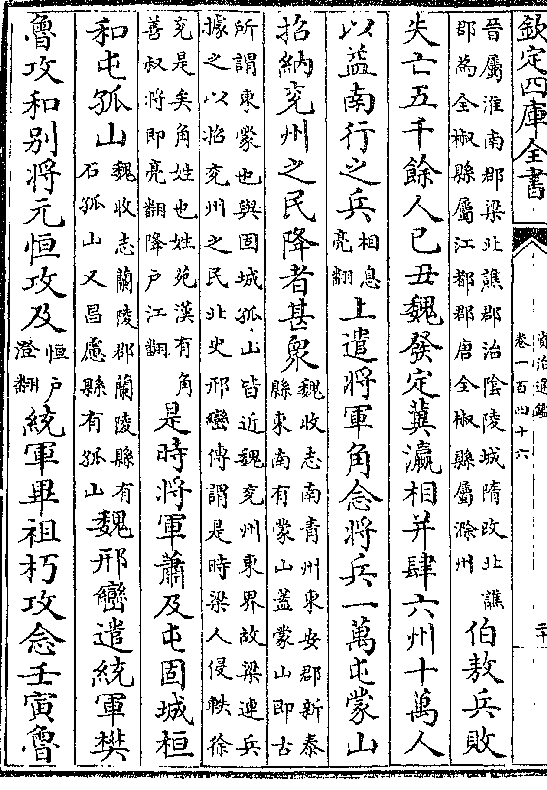 欽定四庫全書
資治通鑑
卷一百四十六
二十
晉屬淮南郡梁北譙郡治陰陵城隋改北譙
郡為全椒縣屬江都郡唐全椒縣屬滁州
伯敖兵敗
失亡五千餘人己丑魏發定冀瀛相并肆六州十萬人
以益南行之兵
相息
亮翻
上遣將軍角念將兵一萬屯蒙山
招納兖州之民降者甚衆
魏收志南青州東安郡新泰
縣東南有蒙山蓋蒙山即古
所謂東蒙也與固城孤山皆近魏兖州東界故梁連兵
據之以招兖州之民北史邢巒傳謂是時梁人侵軼徐
兖是矣角姓也姓苑漢有角
善叔將即亮翻降户江翻
是時將軍蕭及屯固城桓
和屯孤山
魏收志蘭陵郡蘭陵縣有
石孤山又昌慮縣有孤山
魏邢巒遣統軍樊
魯攻和别將元恒攻及
恒户
澄翻
統軍畢祖朽攻念壬寅魯